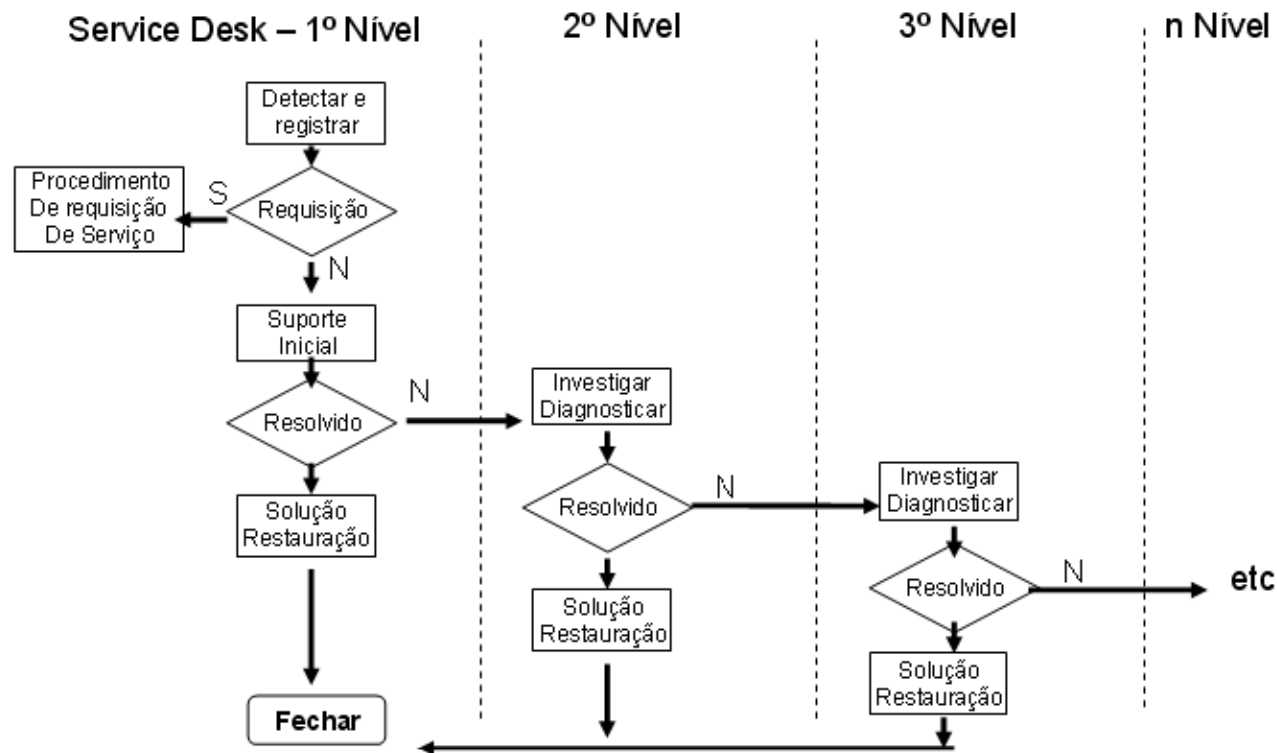 Service Desk – 1º Nível
2º Nível
3º Nível
n Nível
Detectar e
registrar
Procedimento
De requisição
De Serviço
S
Requisição
N
Suporte
Inicial
Resolvido
N
Solução
Restauração
Fechar
Investigar
Diagnosticar
Resolvido
N
Solução
Restauração
Investigar
Diagnosticar
Resolvido
N
Solução
Restauração
etc